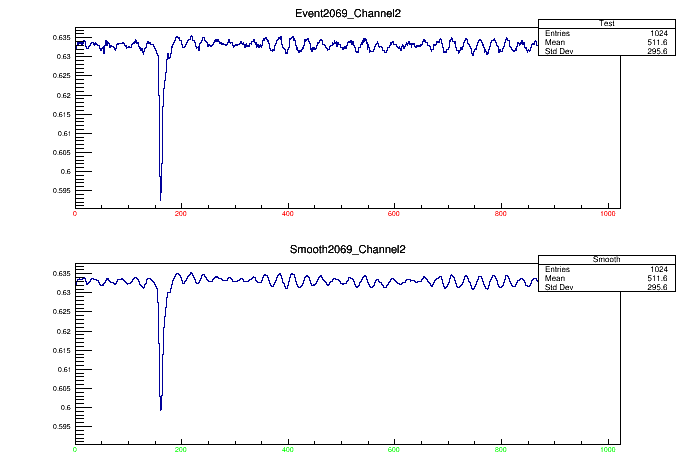 Event2069_Channel2
Test
Entries 1024
Mean 511.6
Std Dev 295.6
0.635
0.63
0.625
0.62
0.615
0.61
0.605
0.6
0.595
0 200 400 600 800 1000
Smooth2069_Channel2
Smooth
Entries 1024
Mean 511.6
Std Dev 295.6
0.635
0.63
0.625
0.62
0.615
0.61
0.605
0.6
0.595
0 200 400 600 800 1000